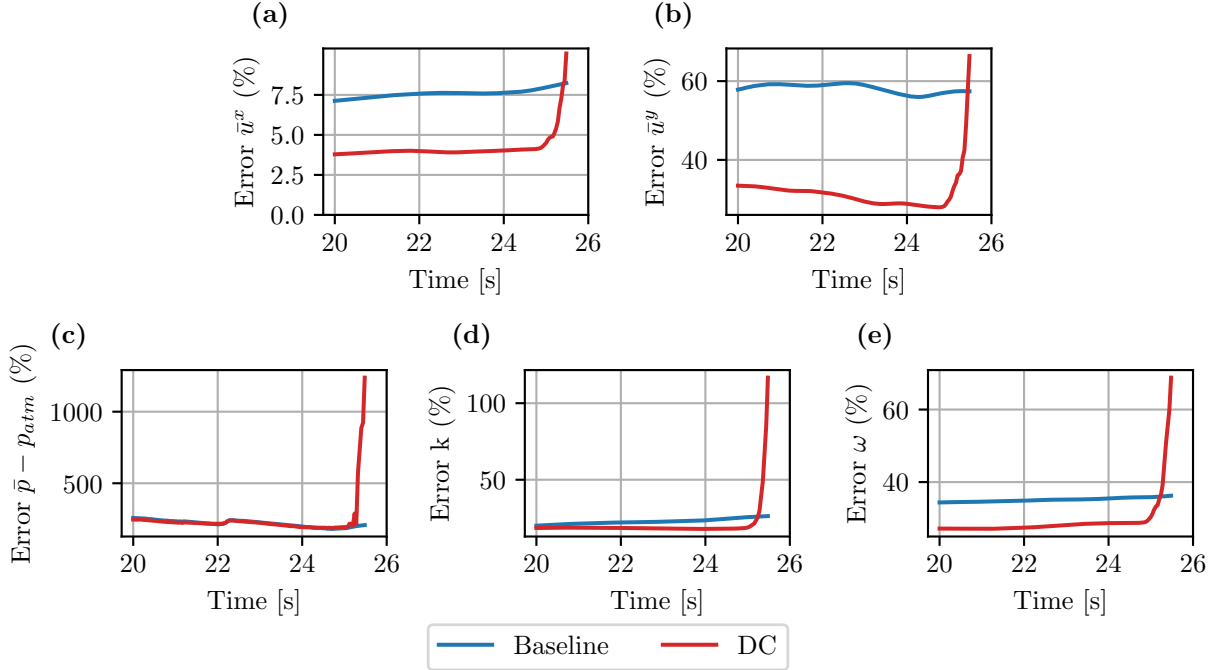 (a)
Error ū^x (%)
7.5
5.0
2.5
0.0
20 22 24 26
Time [s]
(b)
Error ū^y (%)
60
40
20 22 24 26
Time [s]
(c)
Error p̄ − p_atm (%)
1000
500
20 22 24 26
Time [s]
(d)
Error k (%)
100
50
20 22 24 26
Time [s]
(e)
Error ω (%)
60
40
20 22 24 26
Time [s]
Baseline DC